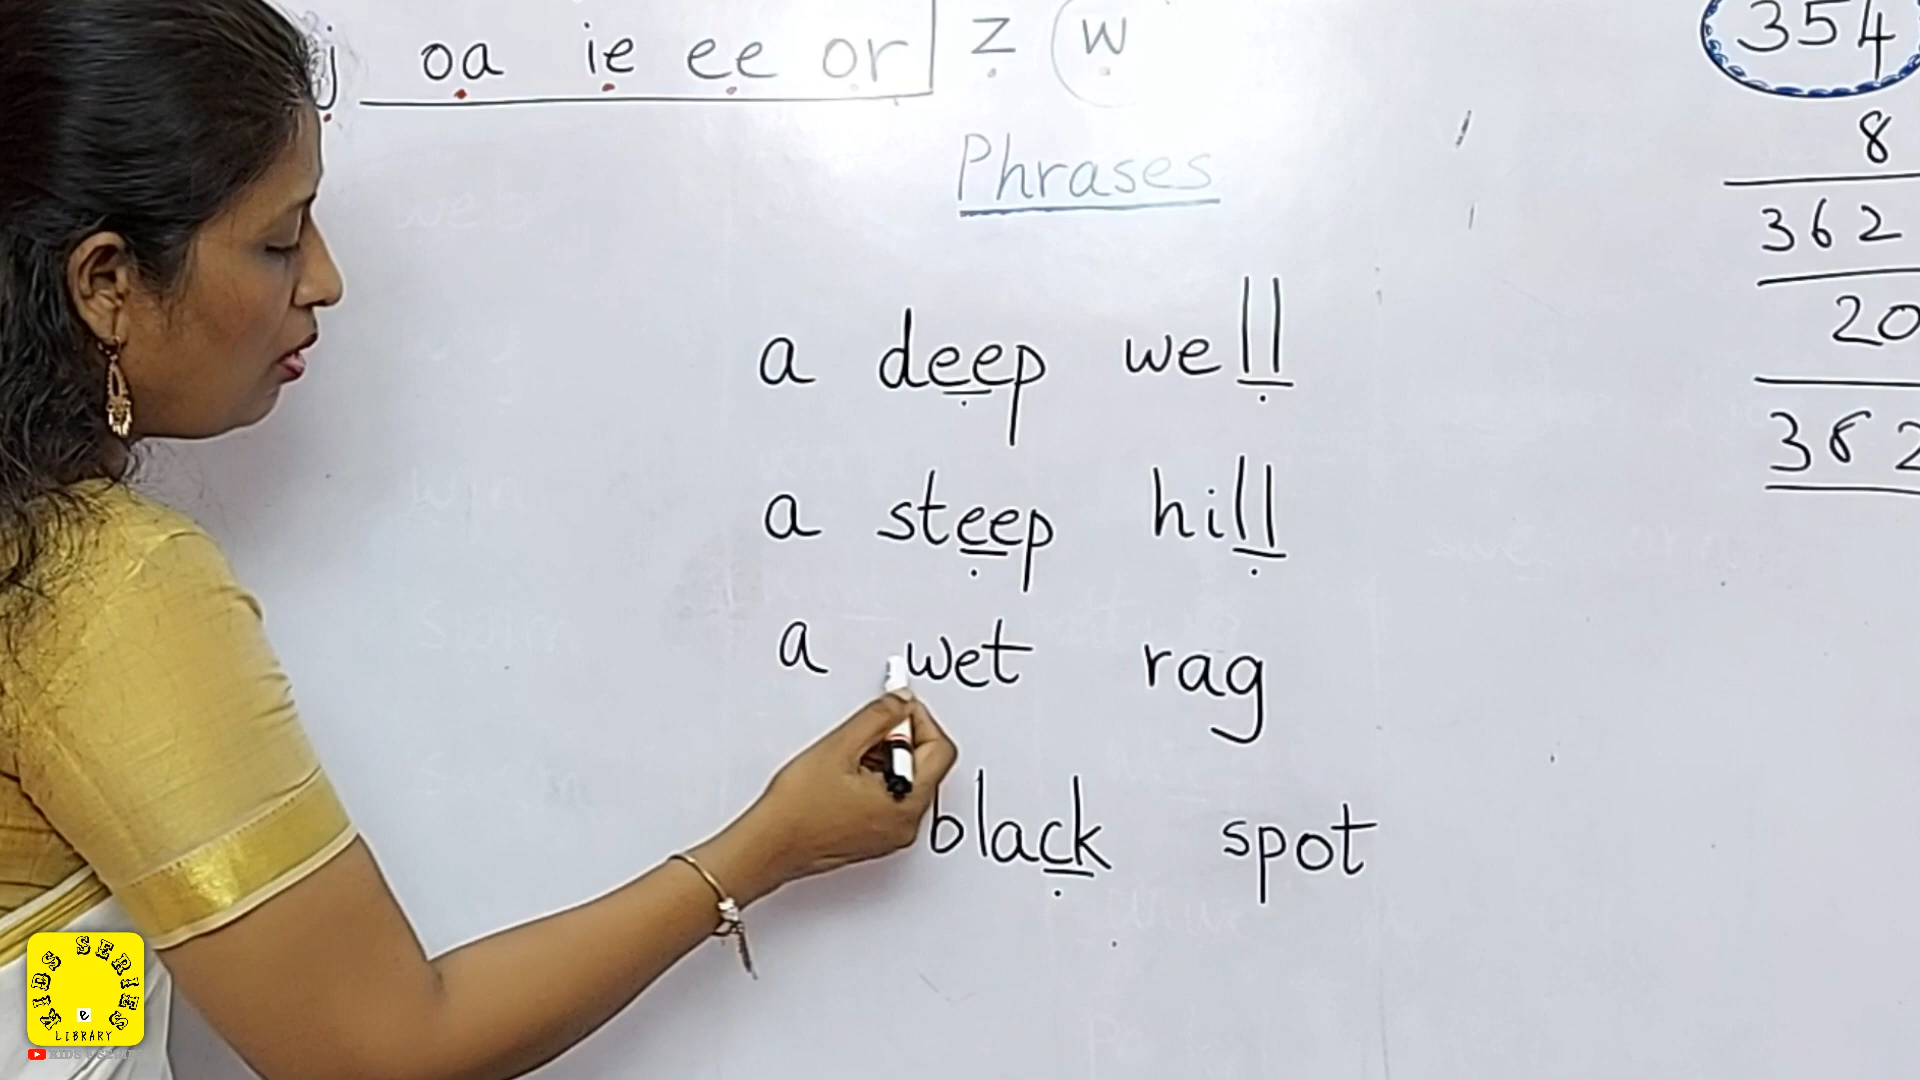 j oa ie ee or z w
Phrases
a deep well
a steep hill
a wet rag
black spot
354
8
362
20
382
KIDS SERIES
e
LIBRARY